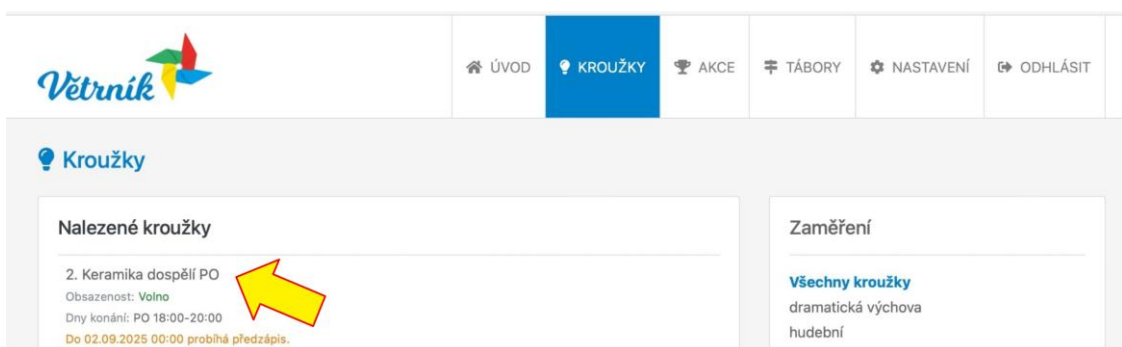 Větrník
ÚVOD
KROUŽKY
AKCE
TÁBORY
NASTAVENÍ
ODHLÁSIT
Kroužky
Nalezené kroužky
2. Keramika dospělí PO
Obsazenost: Volno
Dny konání: PO 18:00-20:00
Do 02.09.2025 00:00 probíhá předzápis.
Zaměření
Všechny kroužky
dramatická výchova
hudební